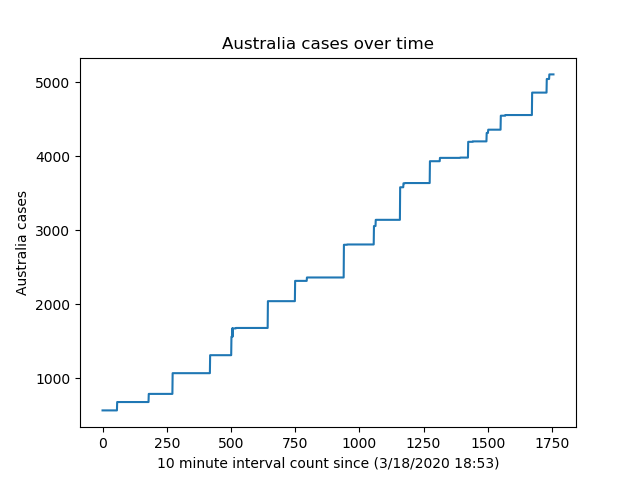 Australia cases over time
5000
4000
3000
2000
1000
Australia cases
0 250 500 750 1000 1250 1500 1750
10 minute interval count since (3/18/2020 18:53)